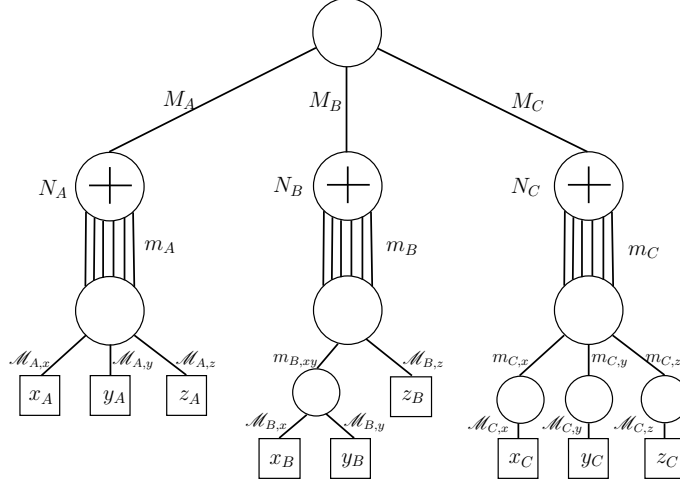 M_A M_B M_C
N_A + N_B + N_C +
m_A m_B m_C
ℳ_{A,x} ℳ_{A,y} ℳ_{A,z} m_{B,xy} ℳ_{B,z} m_{C,x} m_{C,y} m_{C,z}
x_A y_A z_A z_B
ℳ_{B,x} ℳ_{B,y} ℳ_{C,x} ℳ_{C,y} ℳ_{C,z}
x_B y_B x_C y_C z_C